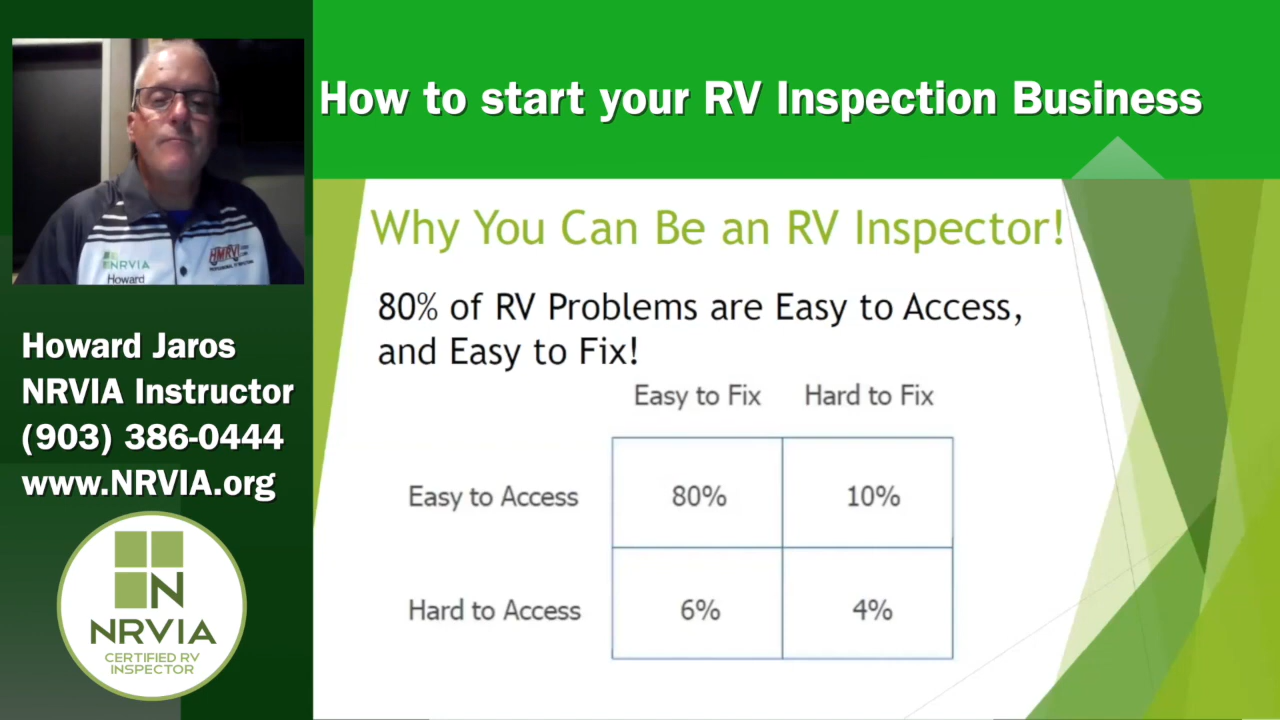 How to start your RV Inspection Business
NRVIA
Howard
HMRVI
Howard Jaros
NRVIA Instructor
(903) 386-0444
www.NRVIA.org
N
NRVIA
CERTIFIED RV
INSPECTOR
Why You Can Be an RV Inspector!
80% of RV Problems are Easy to Access,
and Easy to Fix!
Easy to Fix Hard to Fix
Easy to Access 80% 10%
Hard to Access 6% 4%